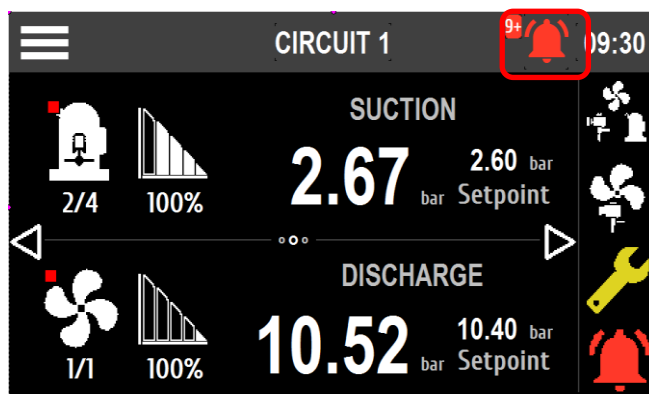 CIRCUIT 1
9+
09:30
SUCTION
2.67 bar
2.60 bar
Setpoint
2/4
100%
DISCHARGE
10.52 bar
10.40 bar
Setpoint
1/1
100%